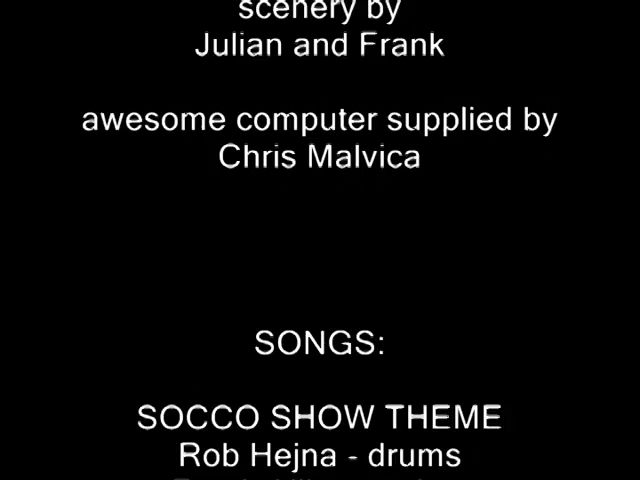 scenery by
Julian and Frank
awesome computer supplied by
Chris Malvica
SONGS:
SOCCO SHOW THEME
Rob Hejna - drums